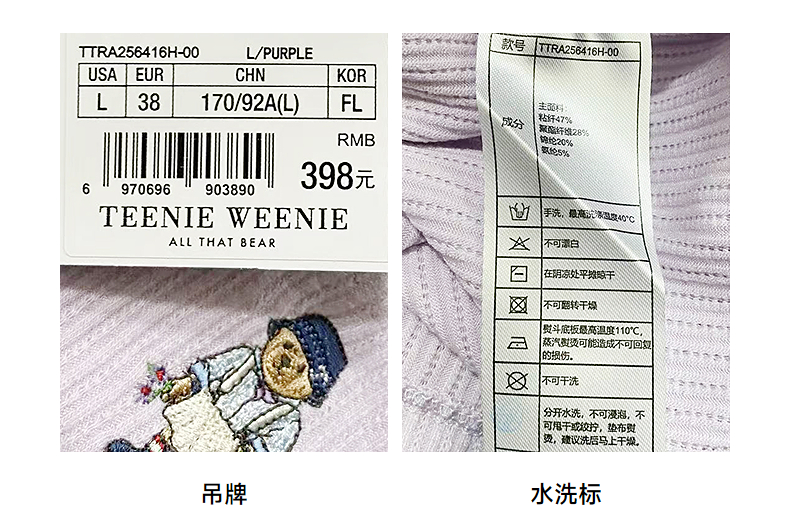 TTRA256416H-00 L/PURPLE
USA EUR CHN KOR
L 38 170/92A(L) FL
RMB
6 970696 903890 398元
TEENIE WEENIE
ALL THAT BEAR
款号 TTRA256416H-00
成分
主面料:
粘纤47%
聚酯纤维28%
锦纶20%
氨纶5%
手洗，最高洗涤温度40°C
不可漂白
在阴凉处平摊晾干
不可翻转干燥
熨斗底板最高温度110℃，
蒸汽熨烫可能造成不可回复
的损伤。
不可干洗
分开水洗，不可浸泡，不
可甩干或绞拧，垫布熨
烫，建议洗后马上干燥。
吊牌
水洗标